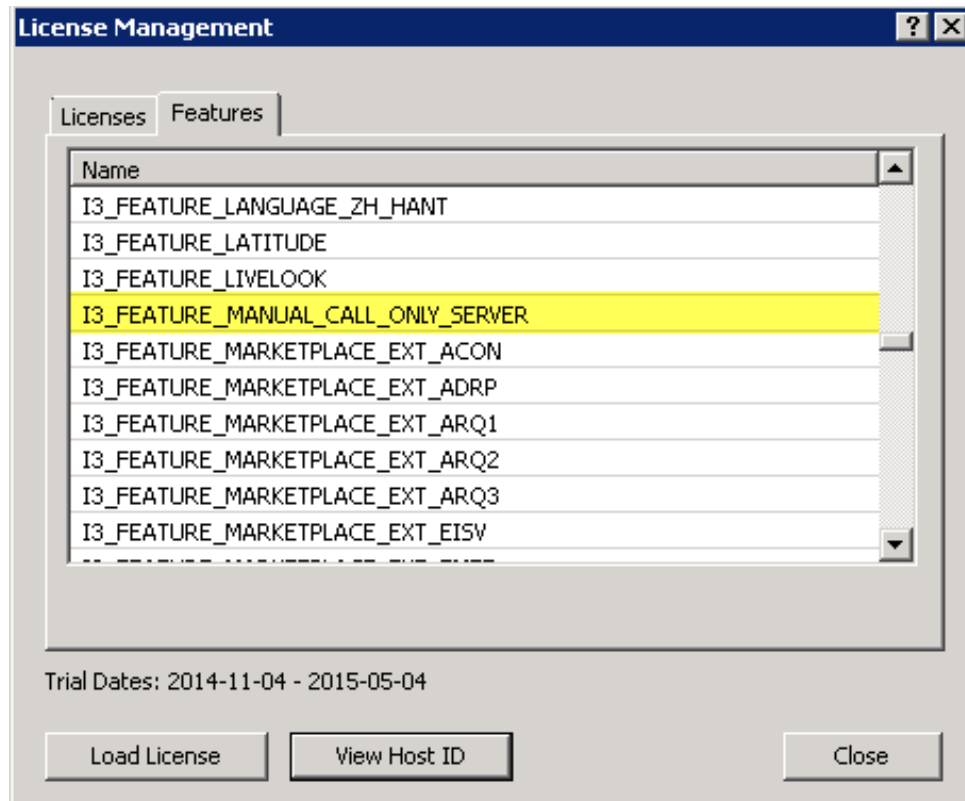 License Management
Licenses Features
Name
I3_FEATURE_LANGUAGE_ZH_HANT
I3_FEATURE_LATITUDE
I3_FEATURE_LIVELOOK
I3_FEATURE_MANUAL_CALL_ONLY_SERVER
I3_FEATURE_MARKETPLACE_EXT_ACON
I3_FEATURE_MARKETPLACE_EXT_ADRP
I3_FEATURE_MARKETPLACE_EXT_ARQ1
I3_FEATURE_MARKETPLACE_EXT_ARQ2
I3_FEATURE_MARKETPLACE_EXT_ARQ3
I3_FEATURE_MARKETPLACE_EXT_EISV
Trial Dates: 2014-11-04 - 2015-05-04
Load License View Host ID Close